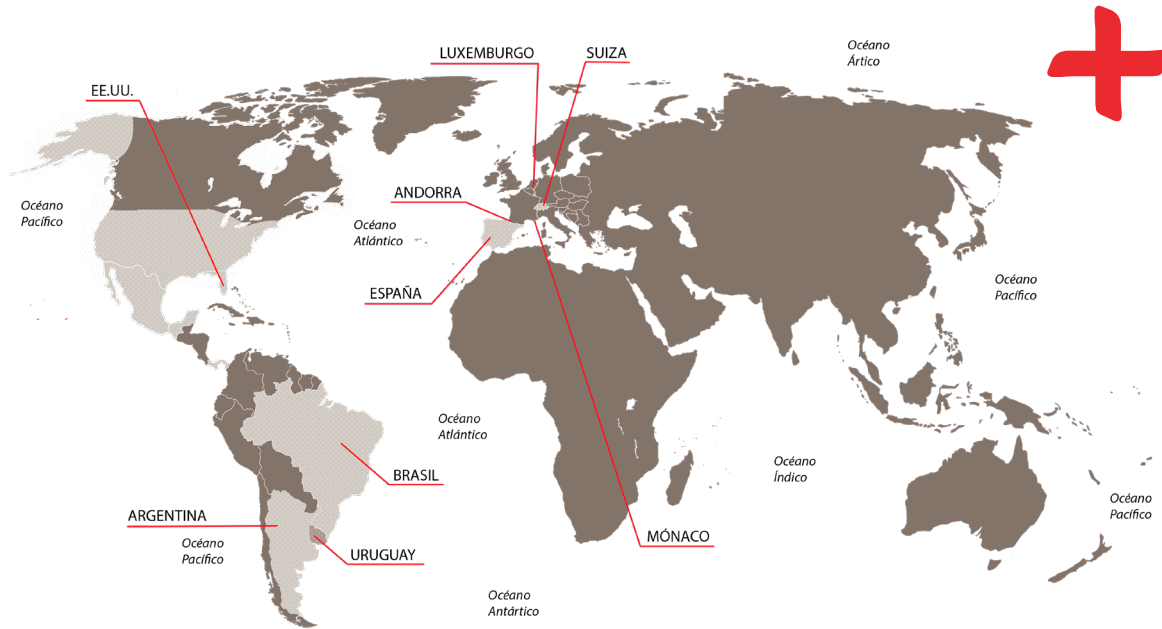 Océano
Ártico
LUXEMBURGO
SUIZA
EE.UU.
ANDORRA
Océano
Pacífico
Océano
Atlántico
ESPAÑA
Océano
Pacífico
Océano
Atlántico
BRASIL
Océano
Índico
Océano
Pacífico
ARGENTINA
MÓNACO
Océano
Pacífico
URUGUAY
Océano
Antártico